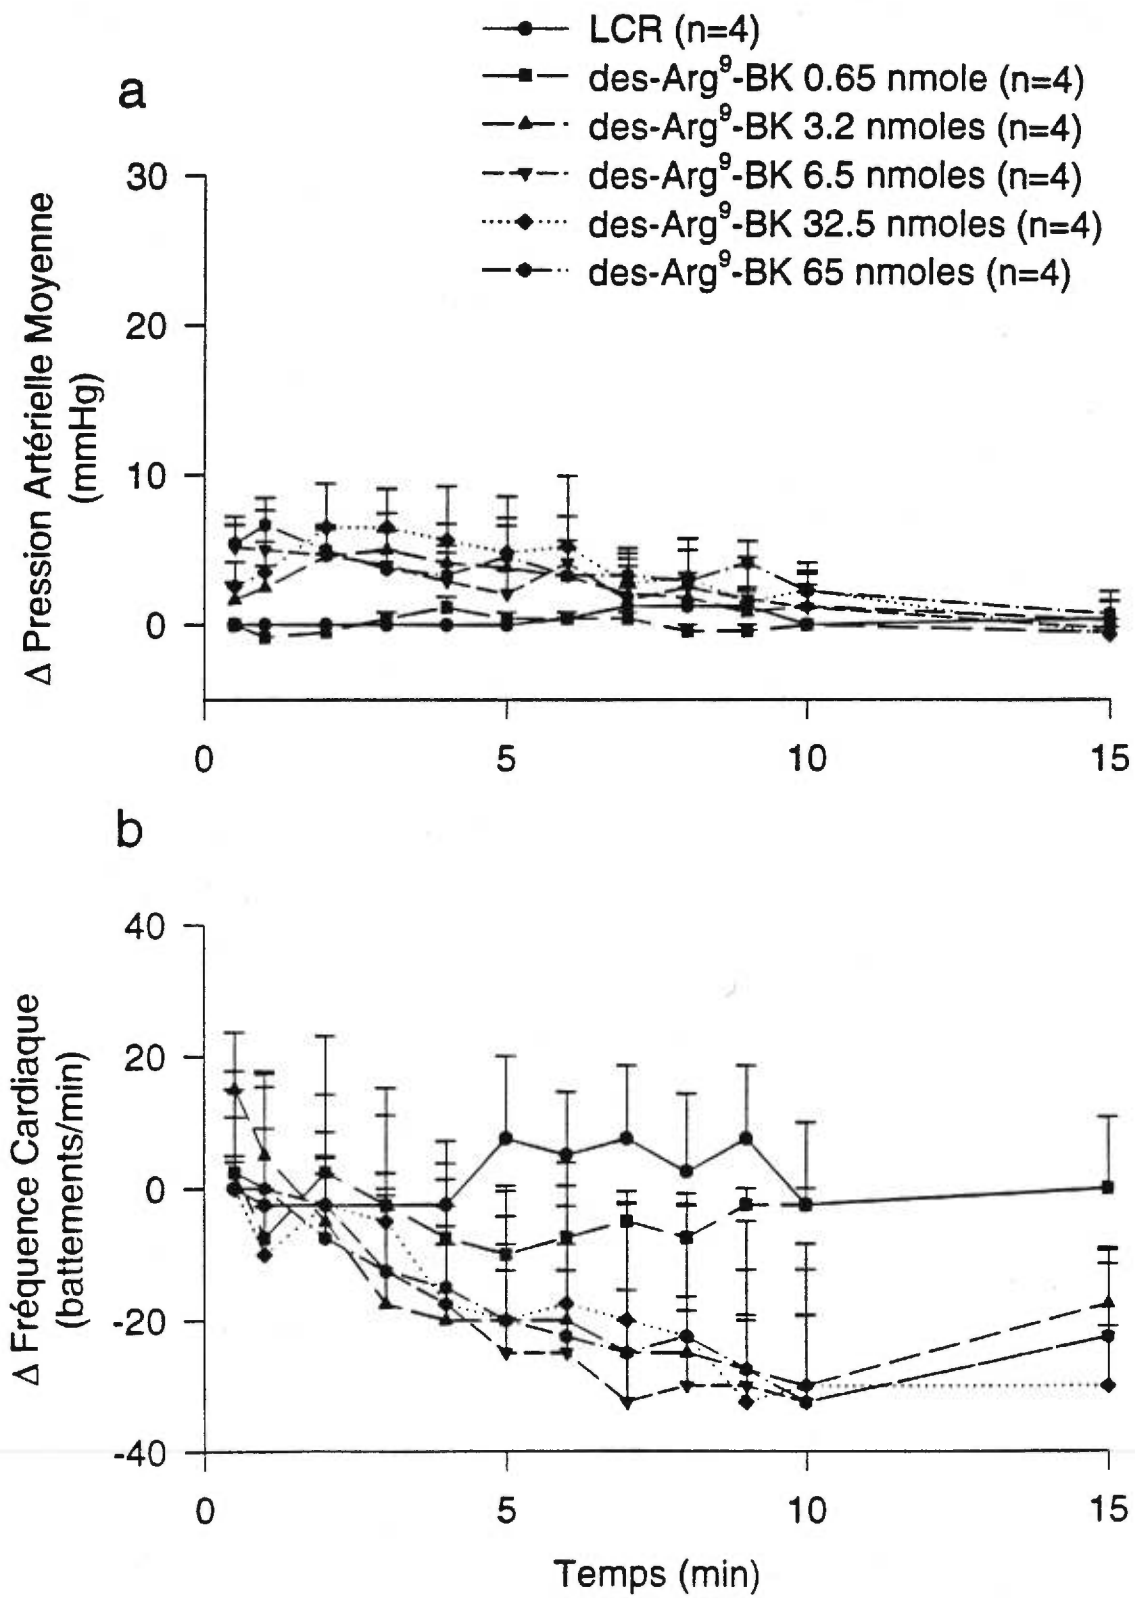 LCR (n=4)
des-Arg⁹-BK 0.65 nmole (n=4)
des-Arg⁹-BK 3.2 nmoles (n=4)
des-Arg⁹-BK 6.5 nmoles (n=4)
des-Arg⁹-BK 32.5 nmoles (n=4)
des-Arg⁹-BK 65 nmoles (n=4)
a
Δ Pression Artérielle Moyenne
(mmHg)
30
20
10
0
0 5 10 15
b
Δ Fréquence Cardiaque
(battements/min)
40
20
0
-20
-40
0 5 10 15
Temps (min)